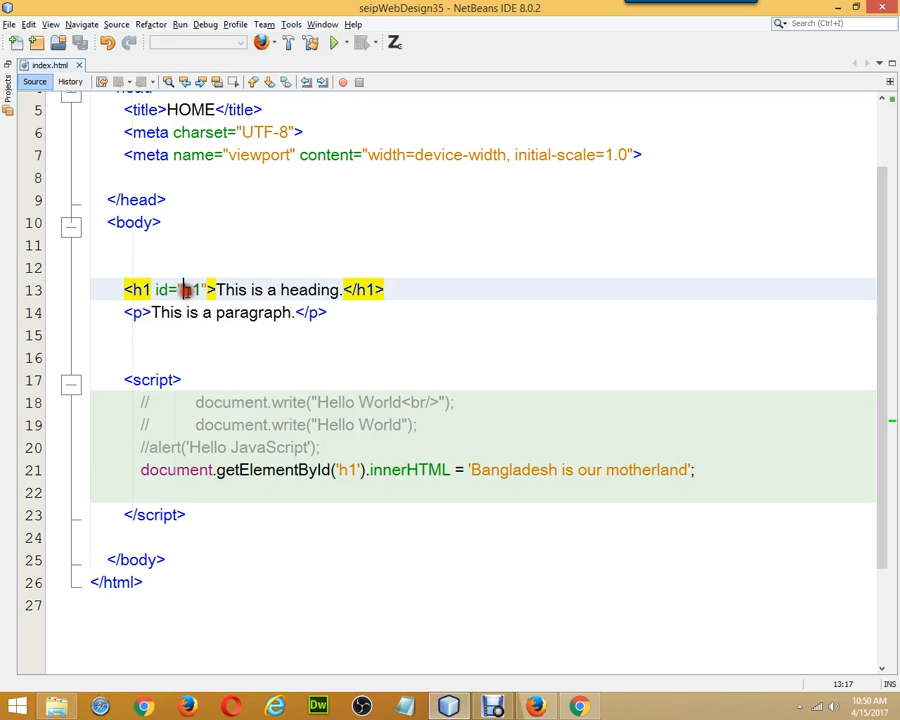 seipWebDesign35 - NetBeans IDE 8.0.2
File Edit View Navigate Source Refactor Run Debug Profile Team Tools Window Help
Search (Ctrl+I)
index.html
Projects
Source History
5 <title>HOME</title>
6 <meta charset="UTF-8">
7 <meta name="viewport" content="width=device-width, initial-scale=1.0">
8
9 </head>
10 <body>
11
12
13 <h1 id="h1">This is a heading.</h1>
14 <p>This is a paragraph.</p>
15
16
17 <script>
18 // document.write("Hello World<br/>");
19 // document.write("Hello World");
20 //alert('Hello JavaScript');
21 document.getElementById('h1').innerHTML = 'Bangladesh is our motherland';
22
23 </script>
24
25 </body>
26 </html>
27
13:17 INS
Dw
10:50 AM
4/15/2017